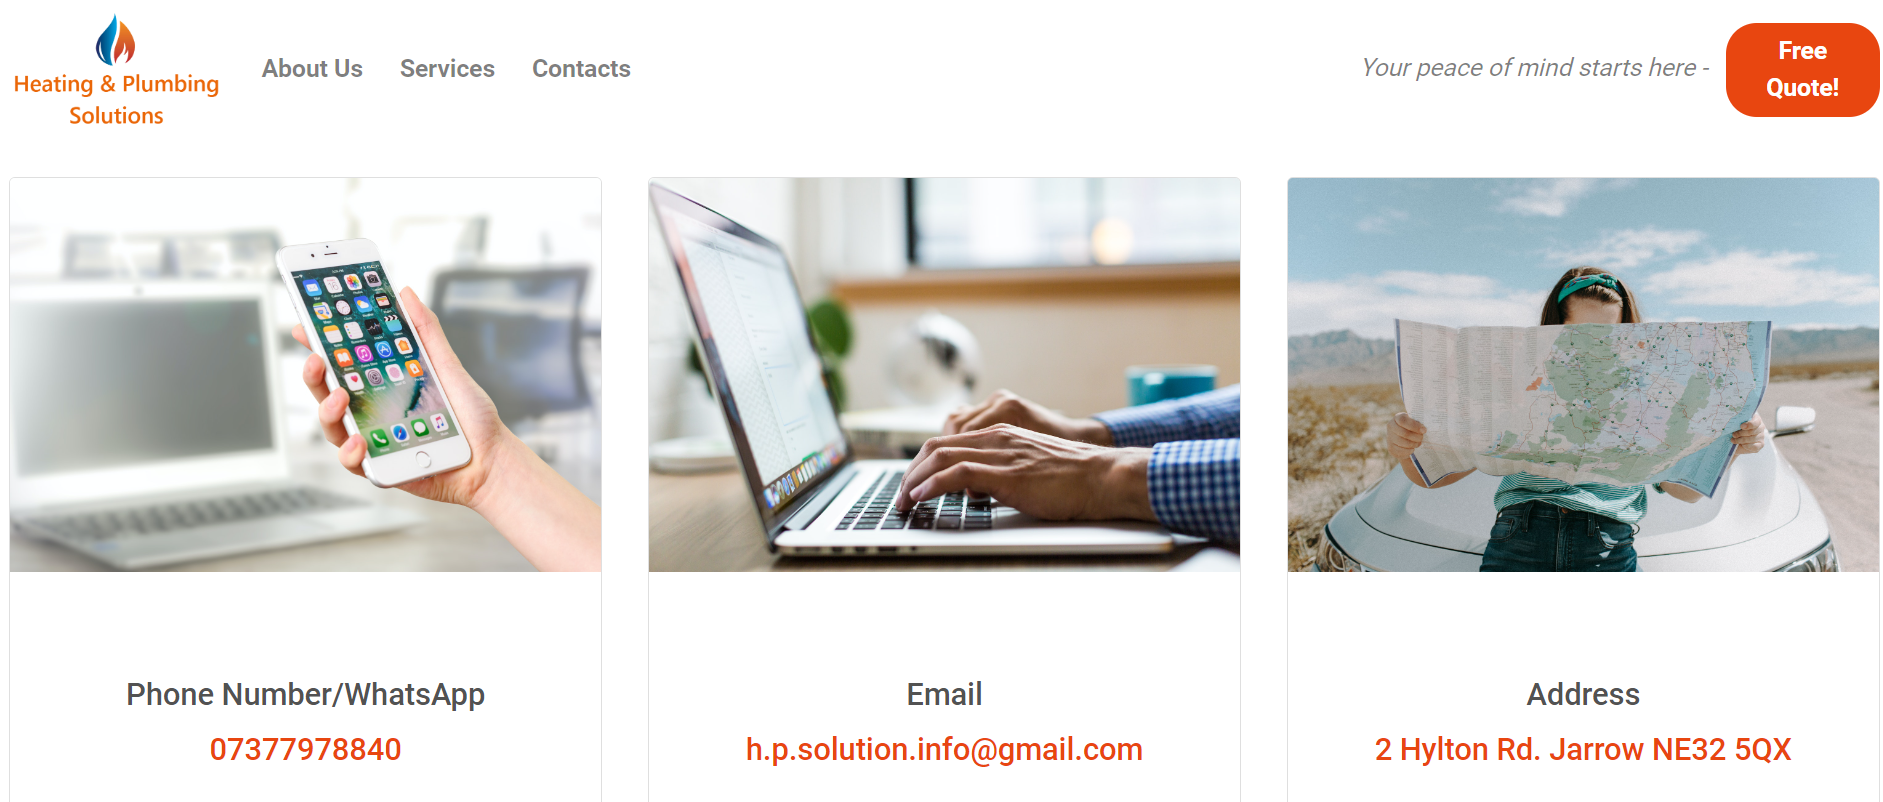 Heating & Plumbing
Solutions
About Us
Services
Contacts
Your peace of mind starts here -
Free
Quote!
Phone Number/WhatsApp
07377978840
Email
h.p.solution.info@gmail.com
Address
2 Hylton Rd. Jarrow NE32 5QX